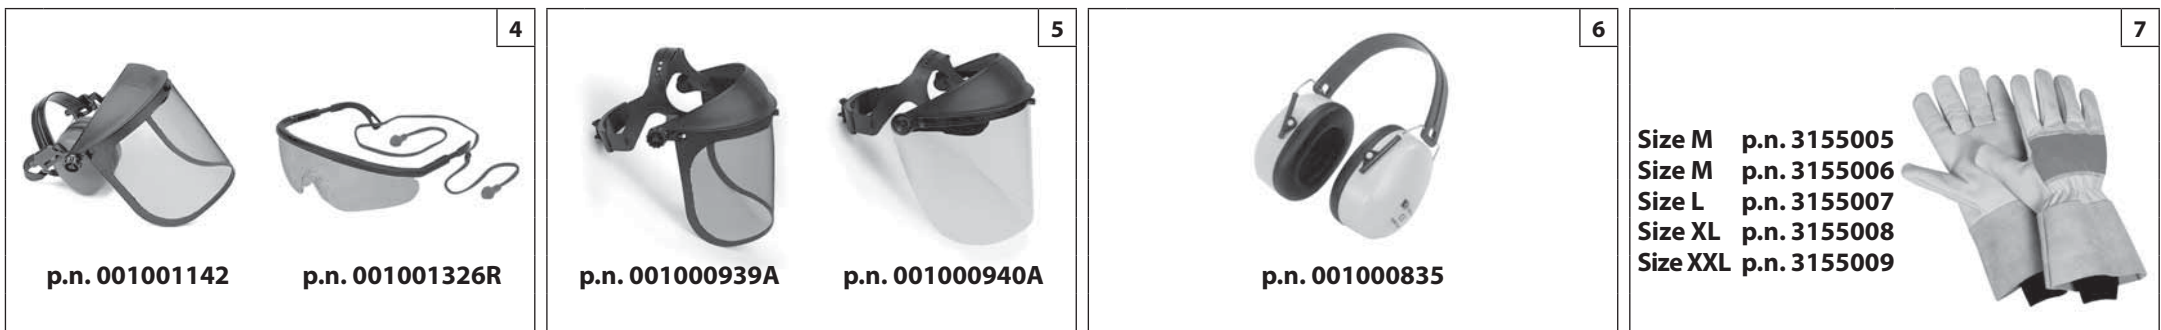 4
p.n. 001001142
p.n. 001001326R
5
p.n. 001000939A
p.n. 001000940A
6
p.n. 001000835
7
Size M p.n. 3155005
Size M p.n. 3155006
Size L p.n. 3155007
Size XL p.n. 3155008
Size XXL p.n. 3155009